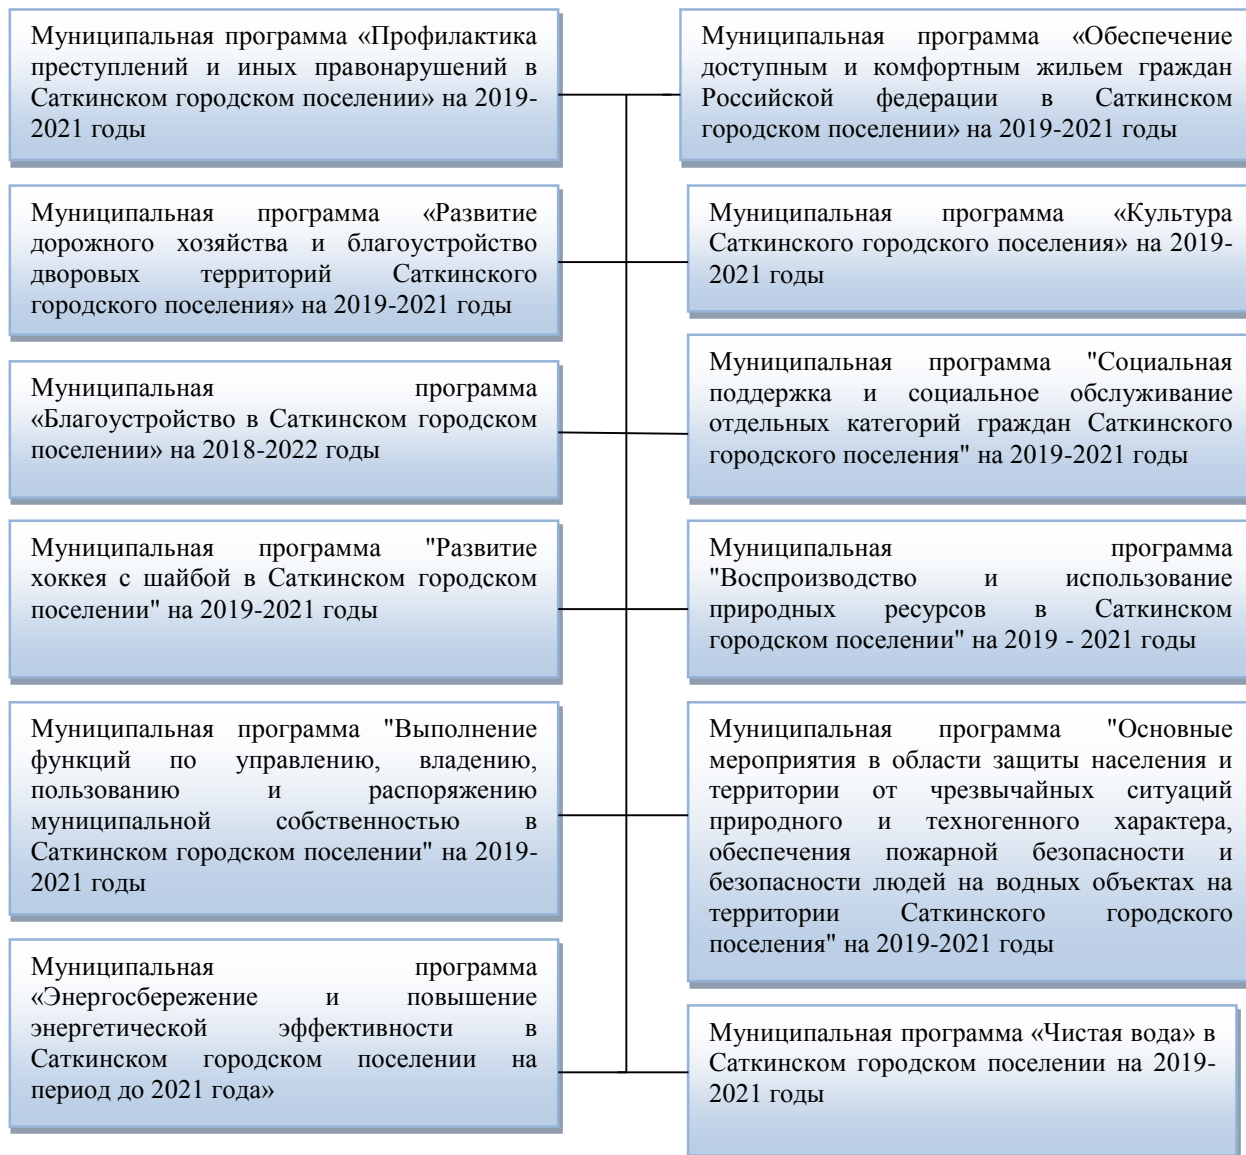 Муниципальная программа «Профилактика
преступлений и иных правонарушений в
Саткинском городском поселении» на 2019-
2021 годы
Муниципальная программа «Обеспечение
доступным и комфортным жильем граждан
Российской федерации в Саткинском
городском поселении» на 2019-2021 годы
Муниципальная программа «Развитие
дорожного хозяйства и благоустройство
дворовых территорий Саткинского
городского поселения» на 2019-2021 годы
Муниципальная программа «Культура
Саткинского городского поселения» на 2019-
2021 годы
Муниципальная программа
«Благоустройство в Саткинском городском
поселении» на 2018-2022 годы
Муниципальная программа "Социальная
поддержка и социальное обслуживание
отдельных категорий граждан Саткинского
городского поселения" на 2019-2021 годы
Муниципальная программа "Развитие
хоккея с шайбой в Саткинском городском
поселении" на 2019-2021 годы
Муниципальная программа
"Воспроизводство и использование
природных ресурсов в Саткинском
городском поселении" на 2019 - 2021 годы
Муниципальная программа "Выполнение
функций по управлению, владению,
пользованию и распоряжению
муниципальной собственностью в
Саткинском городском поселении" на 2019-
2021 годы
Муниципальная программа "Основные
мероприятия в области защиты населения и
территории от чрезвычайных ситуаций
природного и техногенного характера,
обеспечения пожарной безопасности и
безопасности людей на водных объектах на
территории Саткинского городского
поселения" на 2019-2021 годы
Муниципальная программа
«Энергосбережение и повышение
энергетической эффективности в
Саткинском городском поселении на
период до 2021 года»
Муниципальная программа «Чистая вода» в
Саткинском городском поселении на 2019-
2021 годы